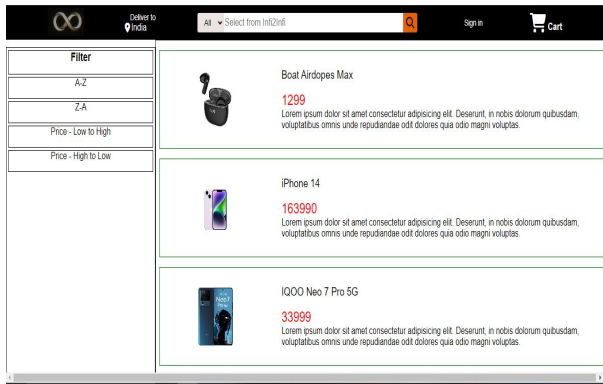 Deliver to
India
All
Select from Infi2Infi
Sign in
Cart
Filter
A-Z
Z-A
Price - Low to High
Price - High to Low
Boat Airdopes Max
1299
Lorem ipsum dolor sit amet consectetur adipisicing elit. Deserunt, in nobis dolorum quibusdam,
voluptatibus omnis unde repudiandae odit dolores quia odio magni voluptas.
iPhone 14
163990
Lorem ipsum dolor sit amet consectetur adipisicing elit. Deserunt, in nobis dolorum quibusdam,
voluptatibus omnis unde repudiandae odit dolores quia odio magni voluptas.
IQOO Neo 7 Pro 5G
33999
Lorem ipsum dolor sit amet consectetur adipisicing elit. Deserunt, in nobis dolorum quibusdam,
voluptatibus omnis unde repudiandae odit dolores quia odio magni voluptas.